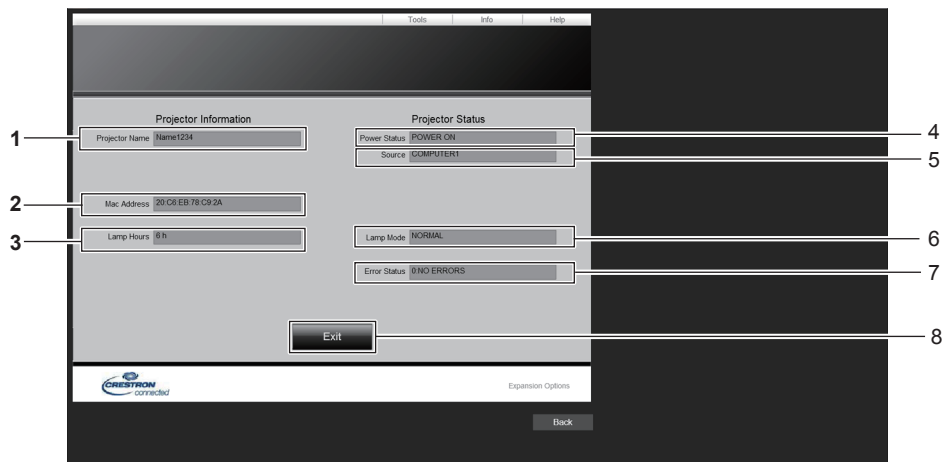 Tools Info Help
Projector Information
Projector Status
1 Projector Name Name1234
Power Status POWER ON 4
Source COMPUTER1 5
2 Mac Address 20:C6:EB:78:C9:2A
3 Lamp Hours 6 h
Lamp Mode NORMAL 6
Error Status 0:NO ERRORS 7
Exit 8
CRESTRON
connected
Expansion Options
Back